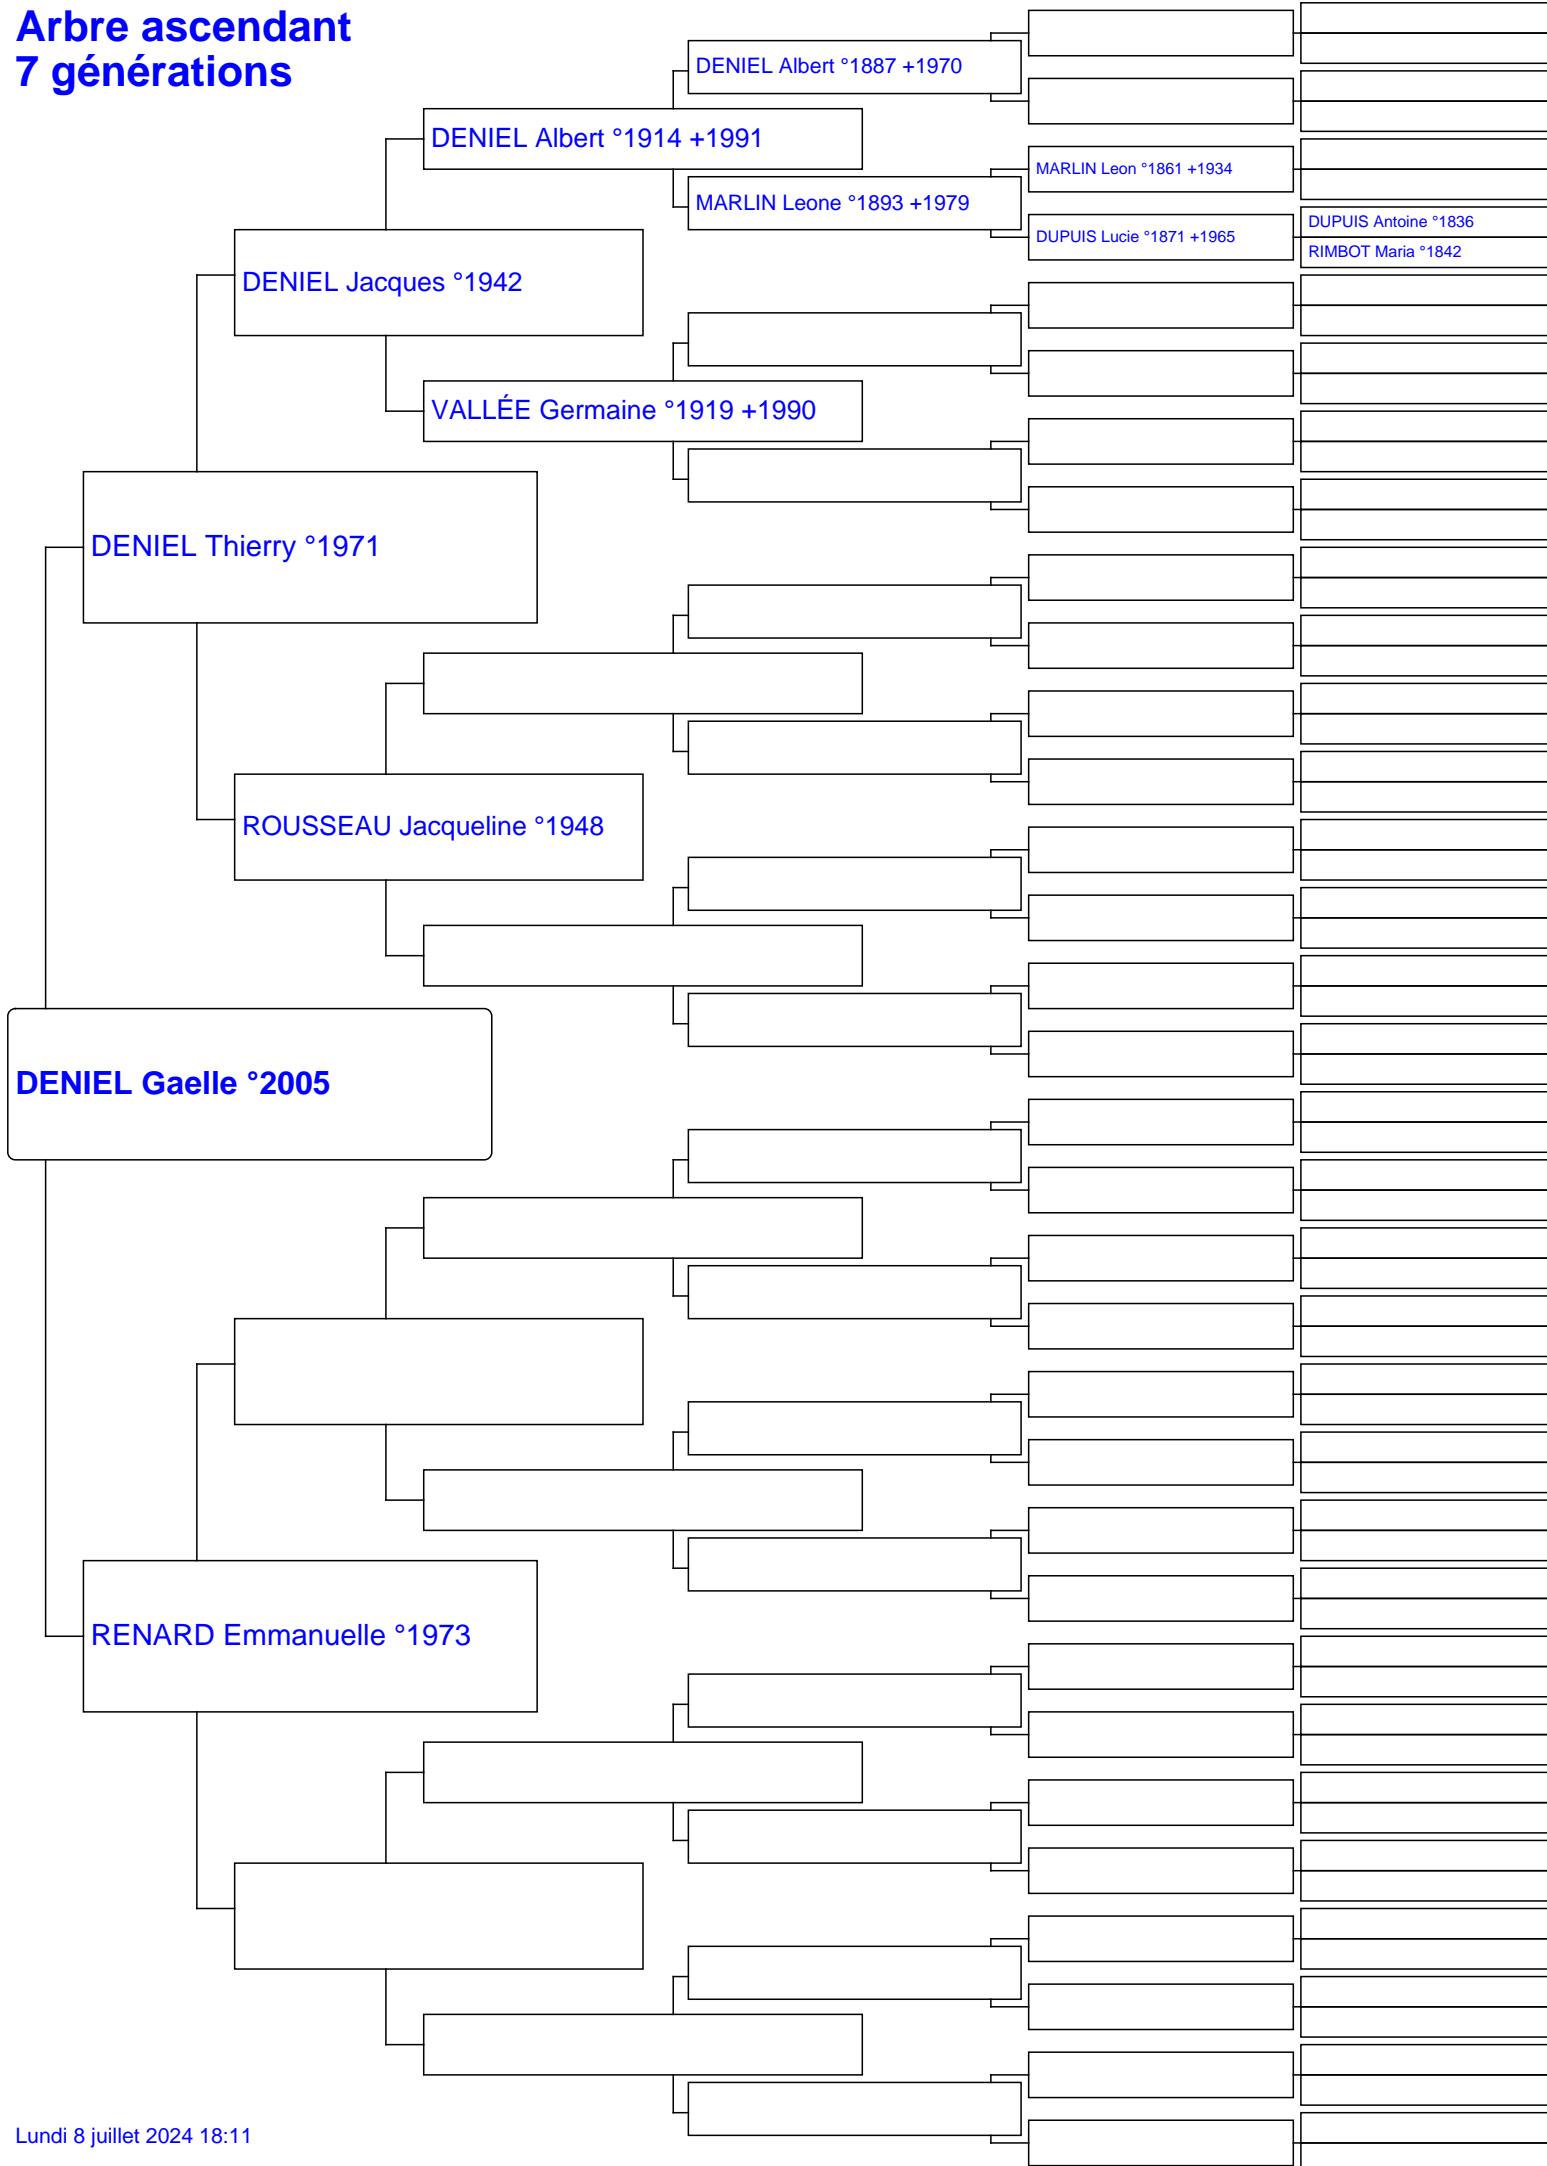 Arbre ascendant
7 générations
DENIEL Albert °1887 +1970
DENIEL Albert °1914 +1991
MARLIN Leon °1861 +1934
MARLIN Leone °1893 +1979
DUPUIS Antoine °1836
DUPUIS Lucie °1871 +1965
RIMBOT Maria °1842
DENIEL Jacques °1942
VALLÉE Germaine °1919 +1990
DENIEL Thierry °1971
ROUSSEAU Jacqueline °1948
DENIEL Gaelle °2005
RENARD Emmanuelle °1973
Lundi 8 juillet 2024 18:11